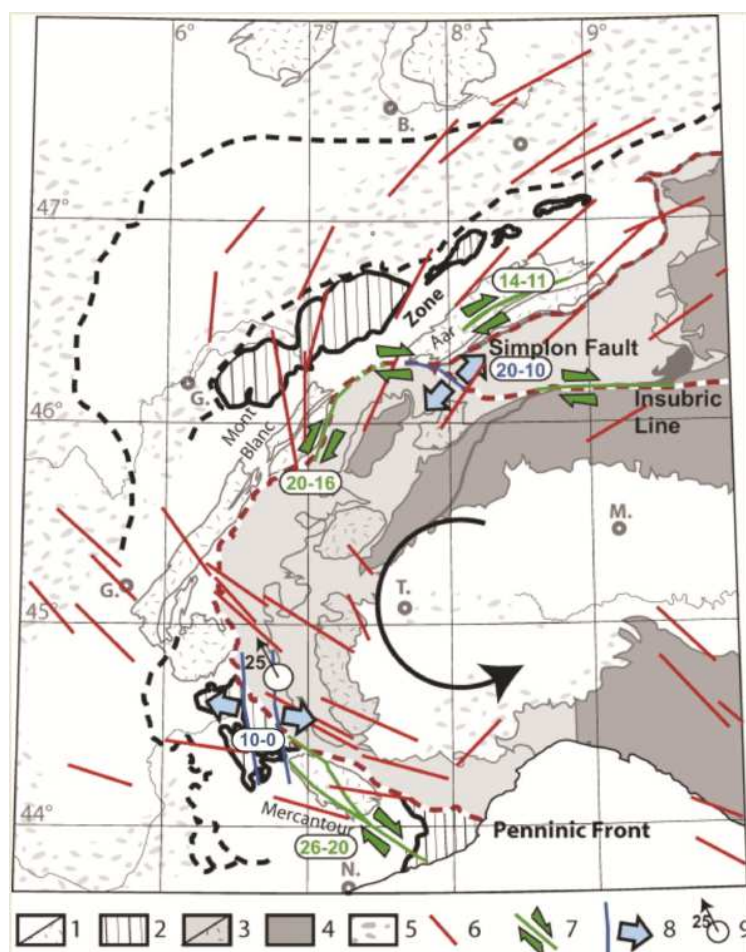 6° 7° 8° 9°
B.
47°
14-11
Zone
Aar
Simplon Fault
20-10
G.
46°
Mont
Blanc
Insubric
Line
20-16
M.
G.
T.
45°
25
10-0
44°
Mercantour
Penninic Front
26-20
N.
1 2 3 4 5 6 7 8 25 9